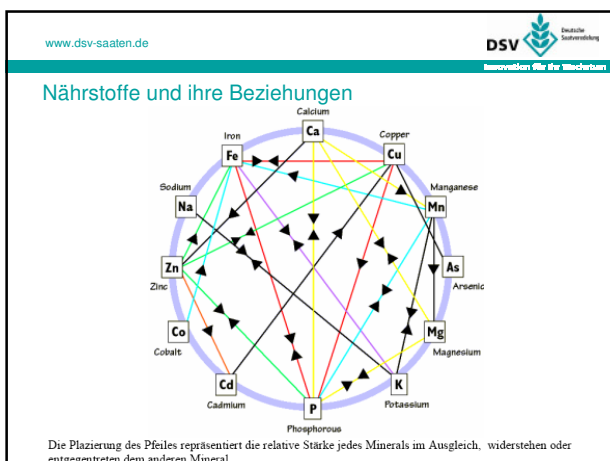 www.dsv-saaten.de
DSV
Deutsche
Saatveredelung
Innovation für Ihr Wachstum
Nährstoffe und ihre Beziehungen
Calcium
Ca
Iron
Fe
Copper
Cu
Sodium
Na
Manganese
Mn
Zn
Zinc
As
Arsenic
Co
Cobalt
Mg
Magnesium
Cd
Cadmium
K
Potassium
P
Phosphorous
Die Plazierung des Pfeiles repräsentiert die relative Stärke jedes Minerals im Ausgleich, widerstehen oder
entgegentreten dem anderen Mineral